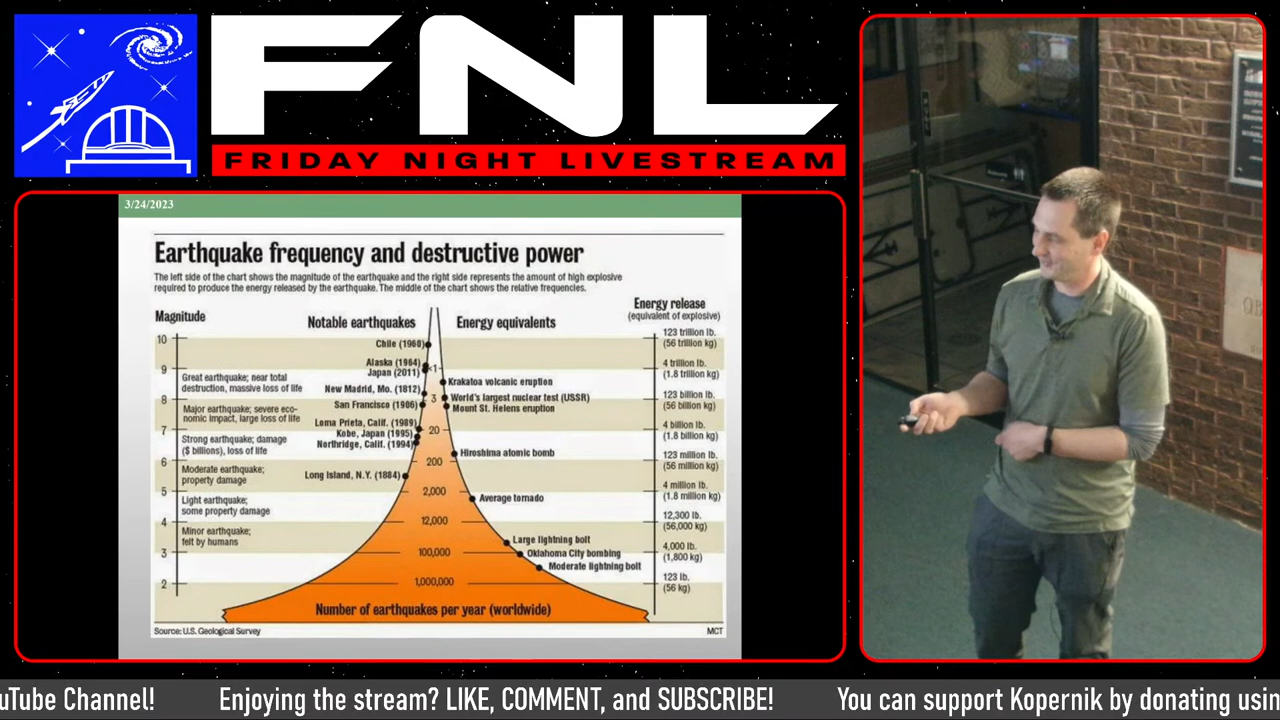 FNL
FRIDAY NIGHT LIVESTREAM
3/24/2023
Earthquake frequency and destructive power
The left side of the chart shows the magnitude of the earthquake and the right side represents the amount of high explosive
required to produce the energy released by the earthquake. The middle of the chart shows the relative frequencies.
Magnitude
Notable earthquakes
Energy equivalents
Energy release
(equivalent of explosive)
10
9
8
7
6
5
4
3
2
Great earthquake; near total
destruction, massive loss of life
Major earthquake; severe eco-
nomic impact, large loss of life
Strong earthquake; damage
($ billions), loss of life
Moderate earthquake;
property damage
Light earthquake;
some property damage
Minor earthquake;
felt by humans
Chile (1960)
Alaska (1964)
Japan (2011)
New Madrid, Mo. (1812)
San Francisco (1906)
Loma Prieta, Calif. (1989)
Kobe, Japan (1995)
Northridge, Calif. (1994)
Long Island, N.Y. (1884)
<1
3
20
200
2,000
12,000
100,000
1,000,000
Number of earthquakes per year (worldwide)
Krakatoa volcanic eruption
World's largest nuclear test (USSR)
Mount St. Helens eruption
Hiroshima atomic bomb
Average tornado
Large lightning bolt
Oklahoma City bombing
Moderate lightning bolt
123 trillion lb.
(56 trillion kg)
4 trillion lb.
(1.8 trillion kg)
123 billion lb.
(56 billion kg)
4 billion lb.
(1.8 billion kg)
123 million lb.
(56 million kg)
4 million lb.
(1.8 million kg)
12,300 lb.
(56,000 kg)
4,000 lb.
(1,800 kg)
123 lb.
(56 kg)
Source: U.S. Geological Survey
MCT
uTube Channel! Enjoying the stream? LIKE, COMMENT, and SUBSCRIBE! You can support Kopernik by donating usin